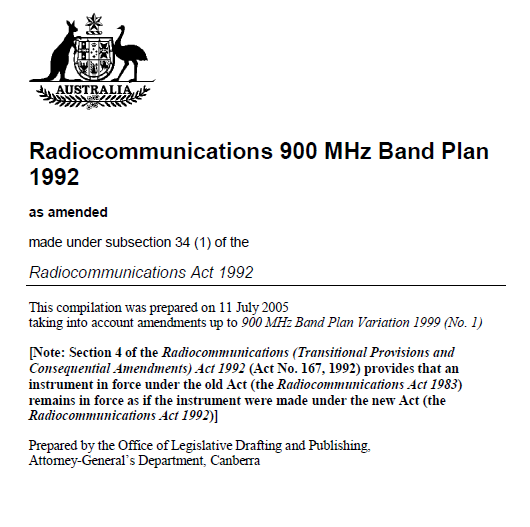 AUSTRALIA
Radiocommunications 900 MHz Band Plan
1992
as amended
made under subsection 34 (1) of the
Radiocommunications Act 1992
This compilation was prepared on 11 July 2005
taking into account amendments up to 900 MHz Band Plan Variation 1999 (No. 1)
[Note: Section 4 of the Radiocommunications (Transitional Provisions and
Consequential Amendments) Act 1992 (Act No. 167, 1992) provides that an
instrument in force under the old Act (the Radiocommunications Act 1983)
remains in force as if the instrument were made under the new Act (the
Radiocommunications Act 1992)]
Prepared by the Office of Legislative Drafting and Publishing,
Attorney-General’s Department, Canberra